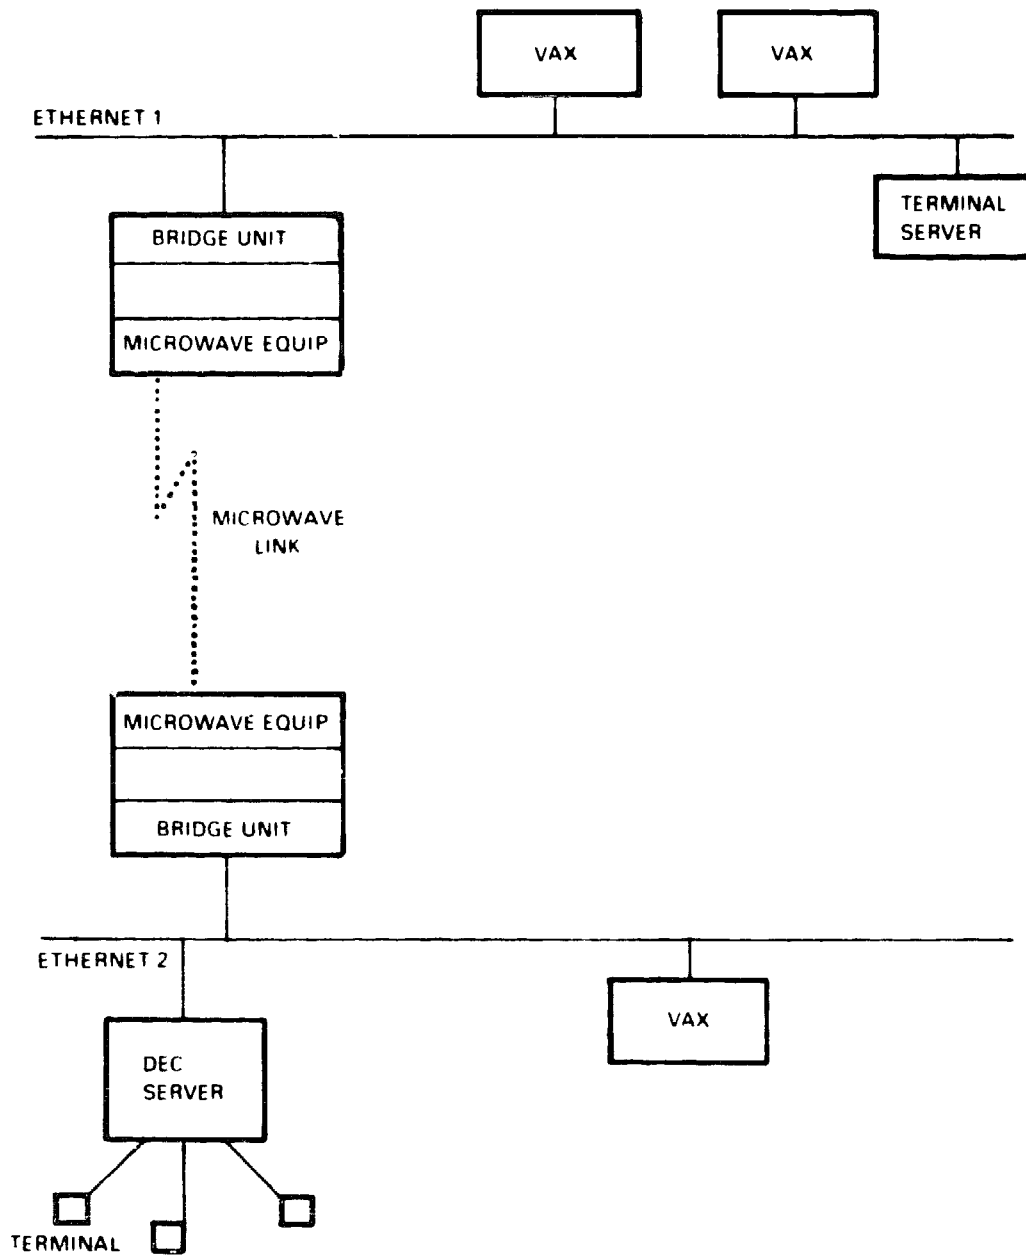 VAX
VAX
ETHERNET 1
TERMINAL
SERVER
BRIDGE UNIT
MICROWAVE EQUIP
MICROWAVE
LINK
MICROWAVE EQUIP
BRIDGE UNIT
ETHERNET 2
VAX
DEC
SERVER
TERMINAL